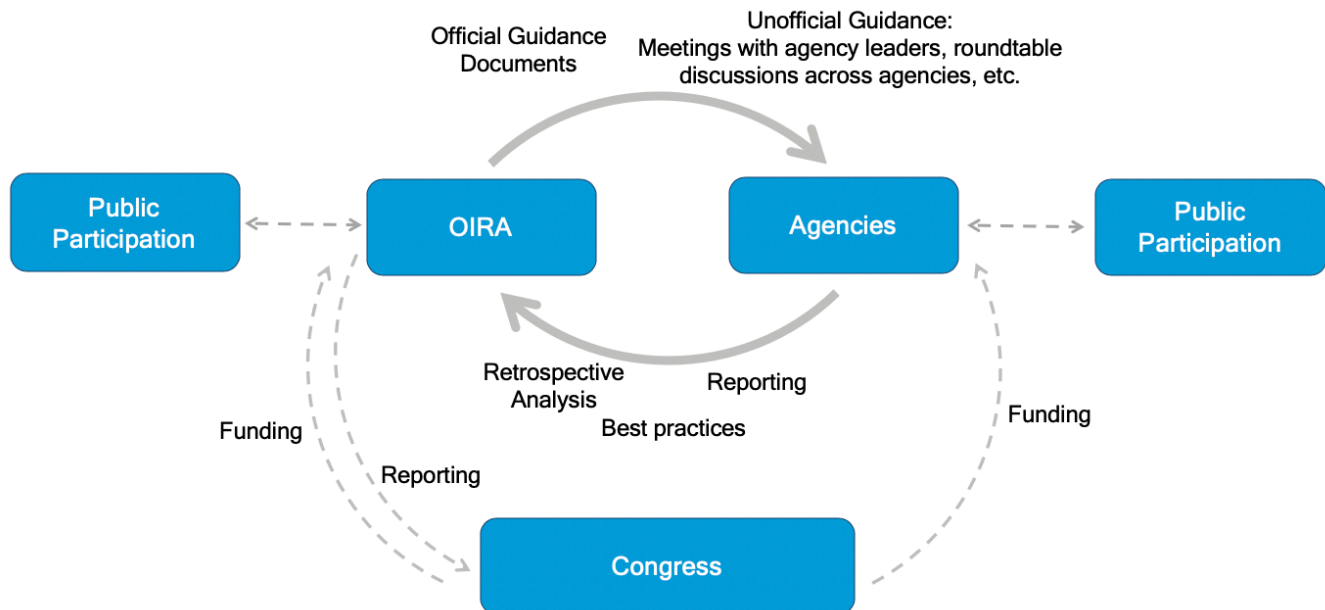 Official Guidance
Documents
Unofficial Guidance:
Meetings with agency leaders, roundtable
discussions across agencies, etc.
Public
Participation
OIRA
Agencies
Public
Participation
Retrospective
Analysis
Reporting
Best practices
Funding
Funding
Reporting
Congress